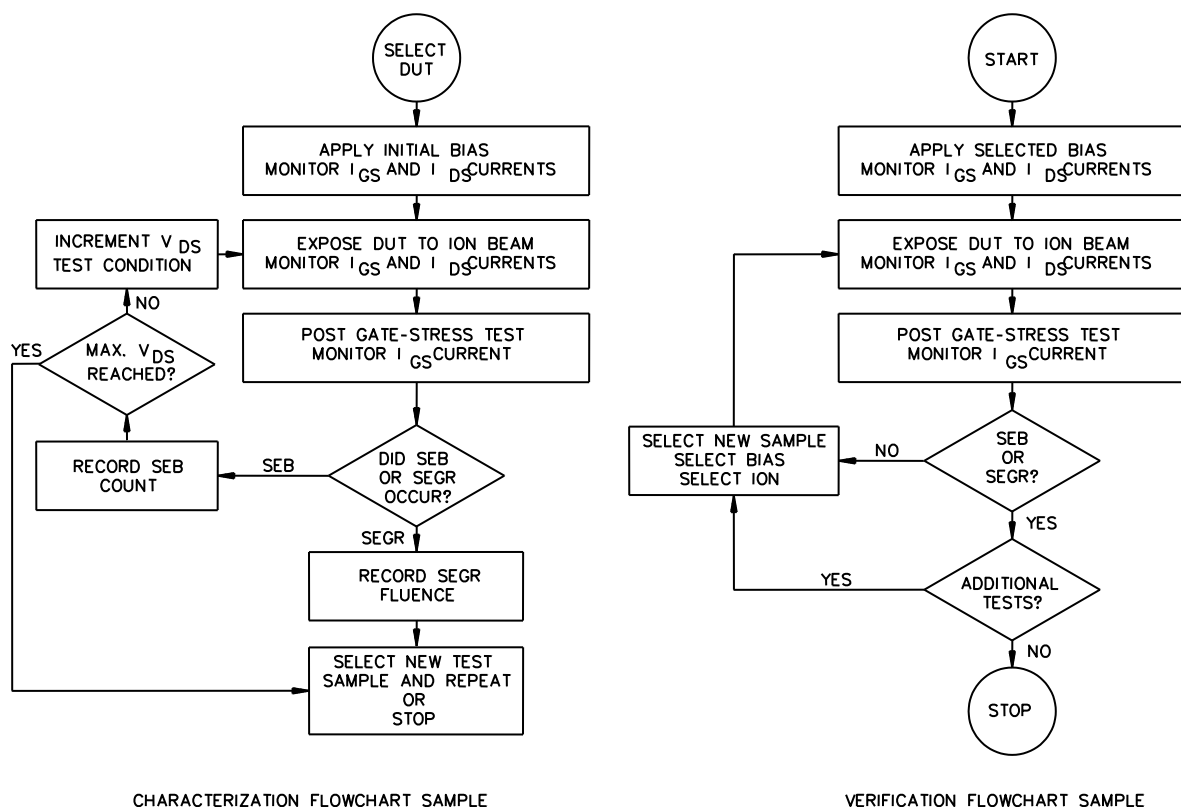 SELECT
DUT
APPLY INITIAL BIAS
MONITOR I GS AND I DS CURRENTS
INCREMENT V DS
TEST CONDITION
EXPOSE DUT TO ION BEAM
MONITOR I GS AND I DS CURRENTS
NO
YES
MAX. V DS
REACHED?
POST GATE-STRESS TEST
MONITOR I GS CURRENT
RECORD SEB
COUNT
SEB
DID SEB
OR SEGR
OCCUR?
SEGR
RECORD SEGR
FLUENCE
SELECT NEW TEST
SAMPLE AND REPEAT
OR
STOP
CHARACTERIZATION FLOWCHART SAMPLE
START
APPLY SELECTED BIAS
MONITOR I GS AND I DS CURRENTS
EXPOSE DUT TO ION BEAM
MONITOR I GS AND I DS CURRENTS
POST GATE-STRESS TEST
MONITOR I GS CURRENT
SELECT NEW SAMPLE
SELECT BIAS
SELECT ION
NO
SEB
OR
SEGR?
YES
YES
ADDITIONAL
TESTS?
NO
STOP
VERIFICATION FLOWCHART SAMPLE